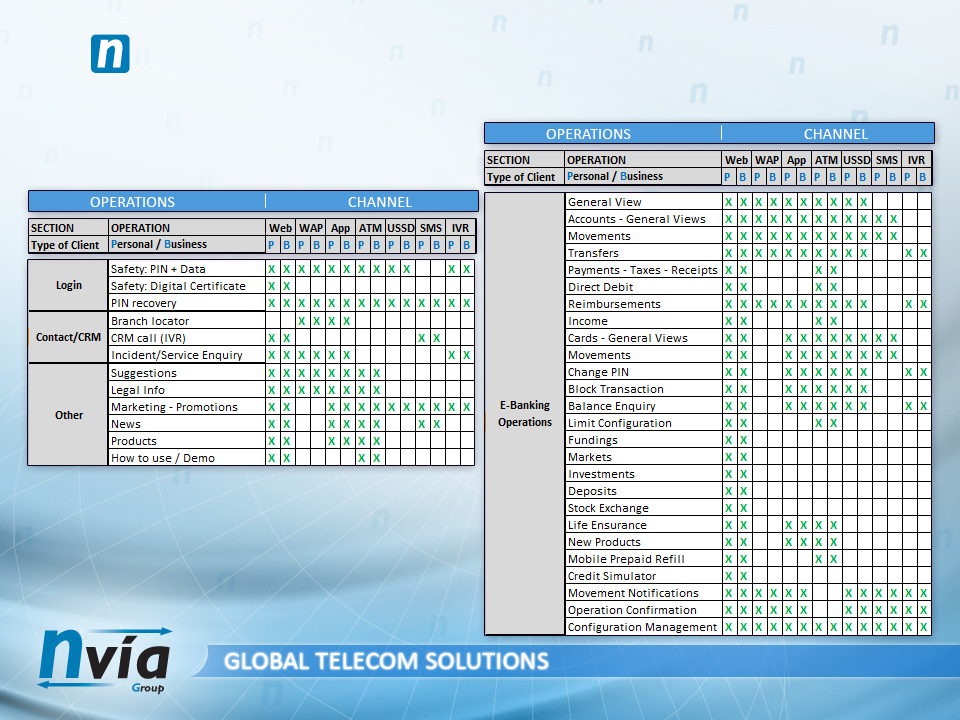 n
OPERATIONS CHANNEL
SECTION OPERATION Web WAP App ATM USSD SMS IVR
Type of Client Personal / Business P B P B P B P B P B P B P B
Login
Safety: PIN + Data X X X X X X X X X X X X
Safety: Digital Certificate X X
PIN recovery X X X X X X X X X X X X X X
Contact/CRM
Branch locator X X X X
CRM call (IVR) X X X X
Incident/Service Enquiry X X X X X X X X
Other
Suggestions X X X X X X X X
Legal Info X X X X X X X X
Marketing - Promotions X X X X X X X X X X X X
News X X X X X X X X
Products X X X X X X
How to use / Demo X X X X
OPERATIONS CHANNEL
SECTION OPERATION Web WAP App ATM USSD SMS IVR
Type of Client Personal / Business P B P B P B P B P B P B P B
E-Banking
Operations
General View X X X X X X X X X X
Accounts - General Views X X X X X X X X X X X X
Movements X X X X X X X X X X X X
Transfers X X X X X X X X X X X X
Payments - Taxes - Receipts X X X X
Direct Debit X X X X
Reimbursements X X X X X X X X X X X X
Income X X X X
Cards - General Views X X X X X X X X X X
Movements X X X X X X X X X X
Change PIN X X X X X X X X X X
Block Transaction X X X X X X X X
Balance Enquiry X X X X X X X X X X
Limit Configuration X X X X
Fundings X X
Markets X X
Investments X X
Deposits X X
Stock Exchange X X
Life Ensurance X X X X X X
New Products X X X X X X
Mobile Prepaid Refill X X X X
Credit Simulator X X
Movement Notifications X X X X X X X X X X X X
Operation Confirmation X X X X X X X X X X X X
Configuration Management X X X X X X X X X X X X X X
Nvía
Group
GLOBAL TELECOM SOLUTIONS